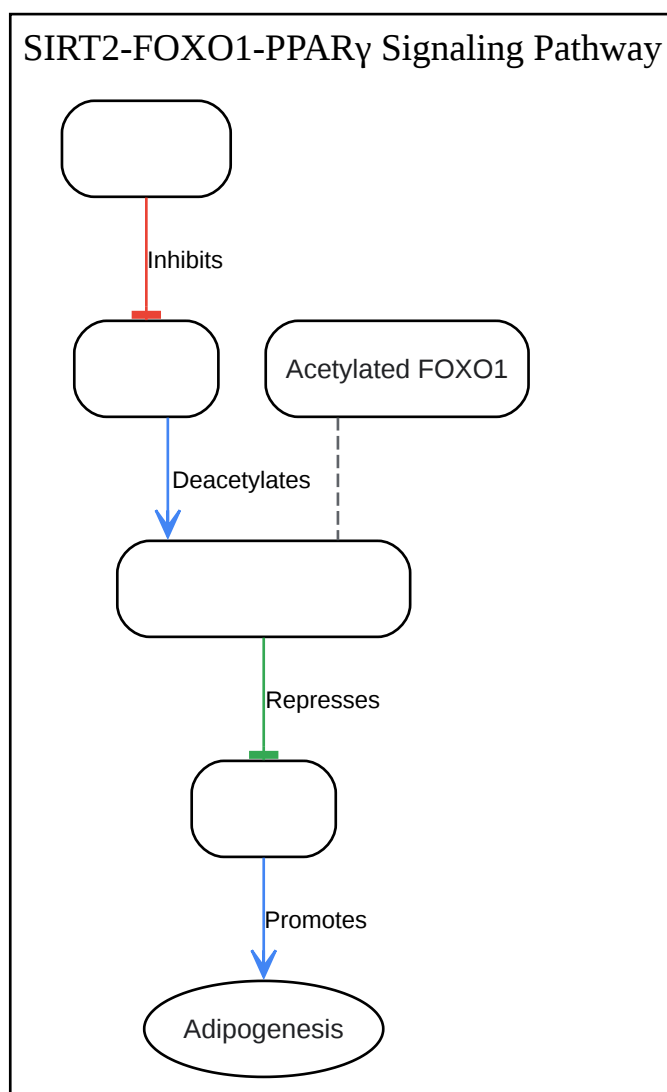 SIRT2-FOXO1-PPARγ Signaling Pathway
Inhibits
Acetylated FOXO1
Deacetylates
Represses
Promotes
Adipogenesis